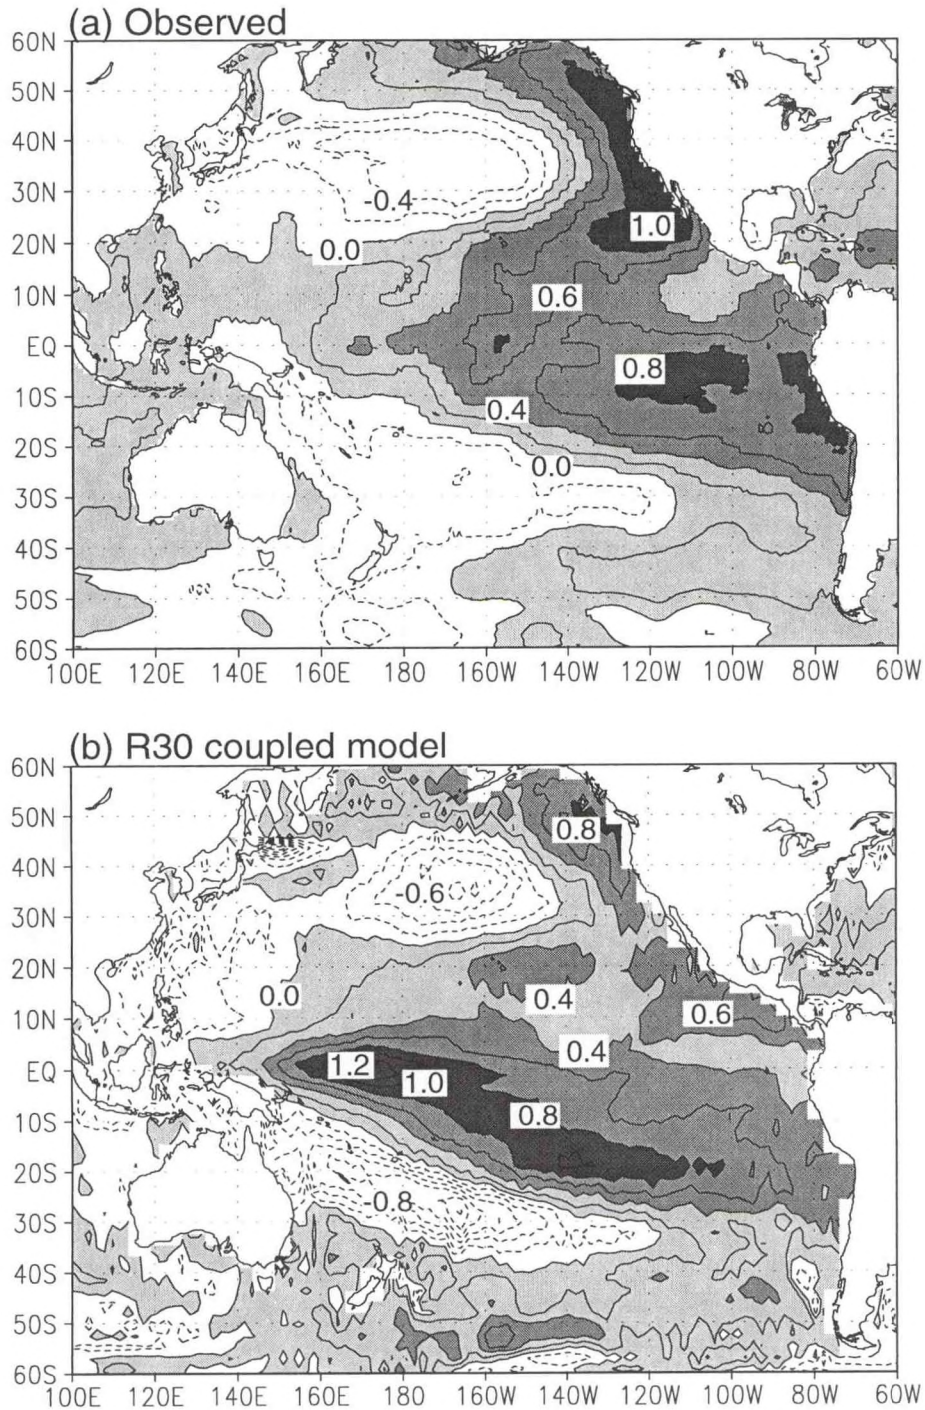 (a) Observed
60N
50N
40N
30N
20N
10N
EQ
10S
20S
30S
40S
50S
60S
-0.4
1.0
0.0
0.6
0.8
0.4
0.0
100E 120E 140E 160E 180 160W 140W 120W 100W 80W 60W
(b) R30 coupled model
60N
50N
40N
30N
20N
10N
EQ
10S
20S
30S
40S
50S
60S
0.8
-0.6
0.0
0.4
0.6
0.4
1.2
1.0
0.8
-0.8
100E 120E 140E 160E 180 160W 140W 120W 100W 80W 60W